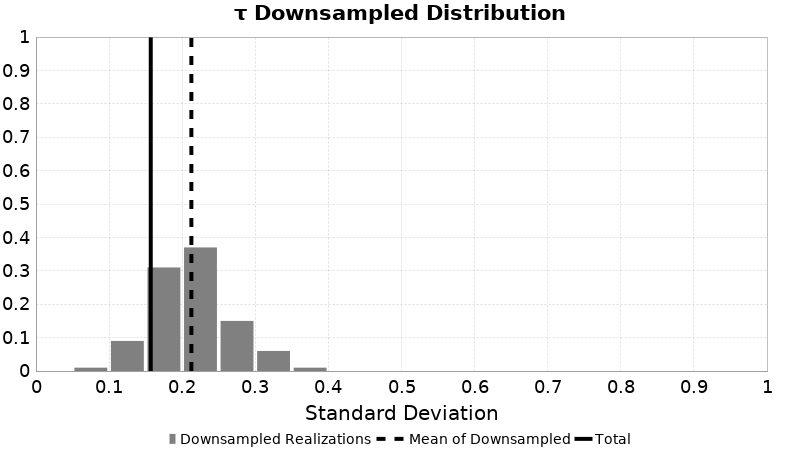 τ Downsampled Distribution
1
0.9
0.8
0.7
0.6
0.5
0.4
0.3
0.2
0.1
0
0 0.1 0.2 0.3 0.4 0.5 0.6 0.7 0.8 0.9 1
Standard Deviation
Downsampled Realizations Mean of Downsampled Total